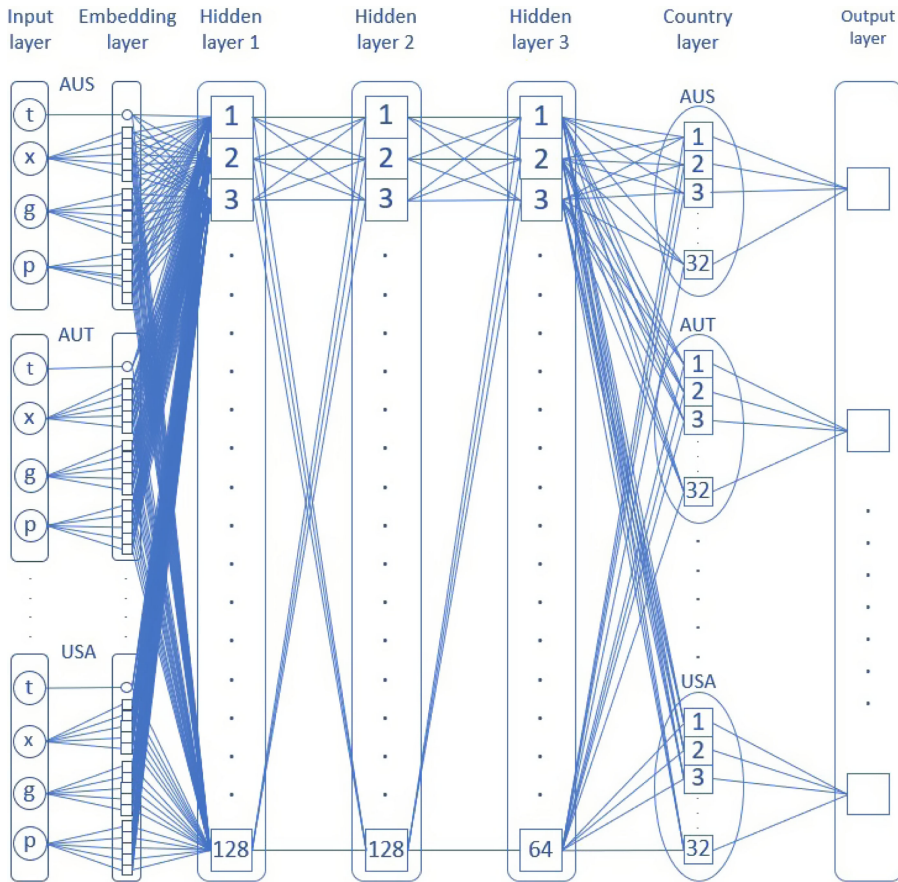 Input layer
Embedding layer
Hidden layer 1
Hidden layer 2
Hidden layer 3
Country layer
Output layer
AUS
t
x
g
p
AUT
t
x
g
p
USA
t
x
g
p
1
2
3
128
1
2
3
128
1
2
3
64
AUS
1
2
3
32
AUT
1
2
3
32
USA
1
2
3
32